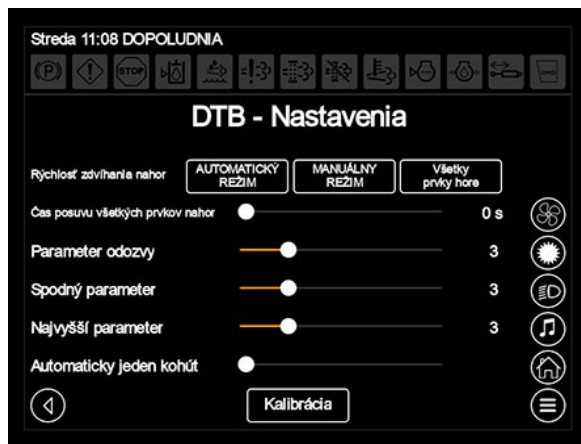 Streda 11:08 DOPOLUDNIA
(P) STOP
DTB - Nastavenia
Rýchlosť zdvíhania nahor
AUTOMATICKÝ
REŽIM
MANUÁLNY
REŽIM
Všetky
prvky hore
Čas posuvu všetkých prvkov nahor 0 s
Parameter odozvy 3
Spodný parameter 3
Najvyšší parameter 3
Automaticky jeden kohút
Kalibrácia